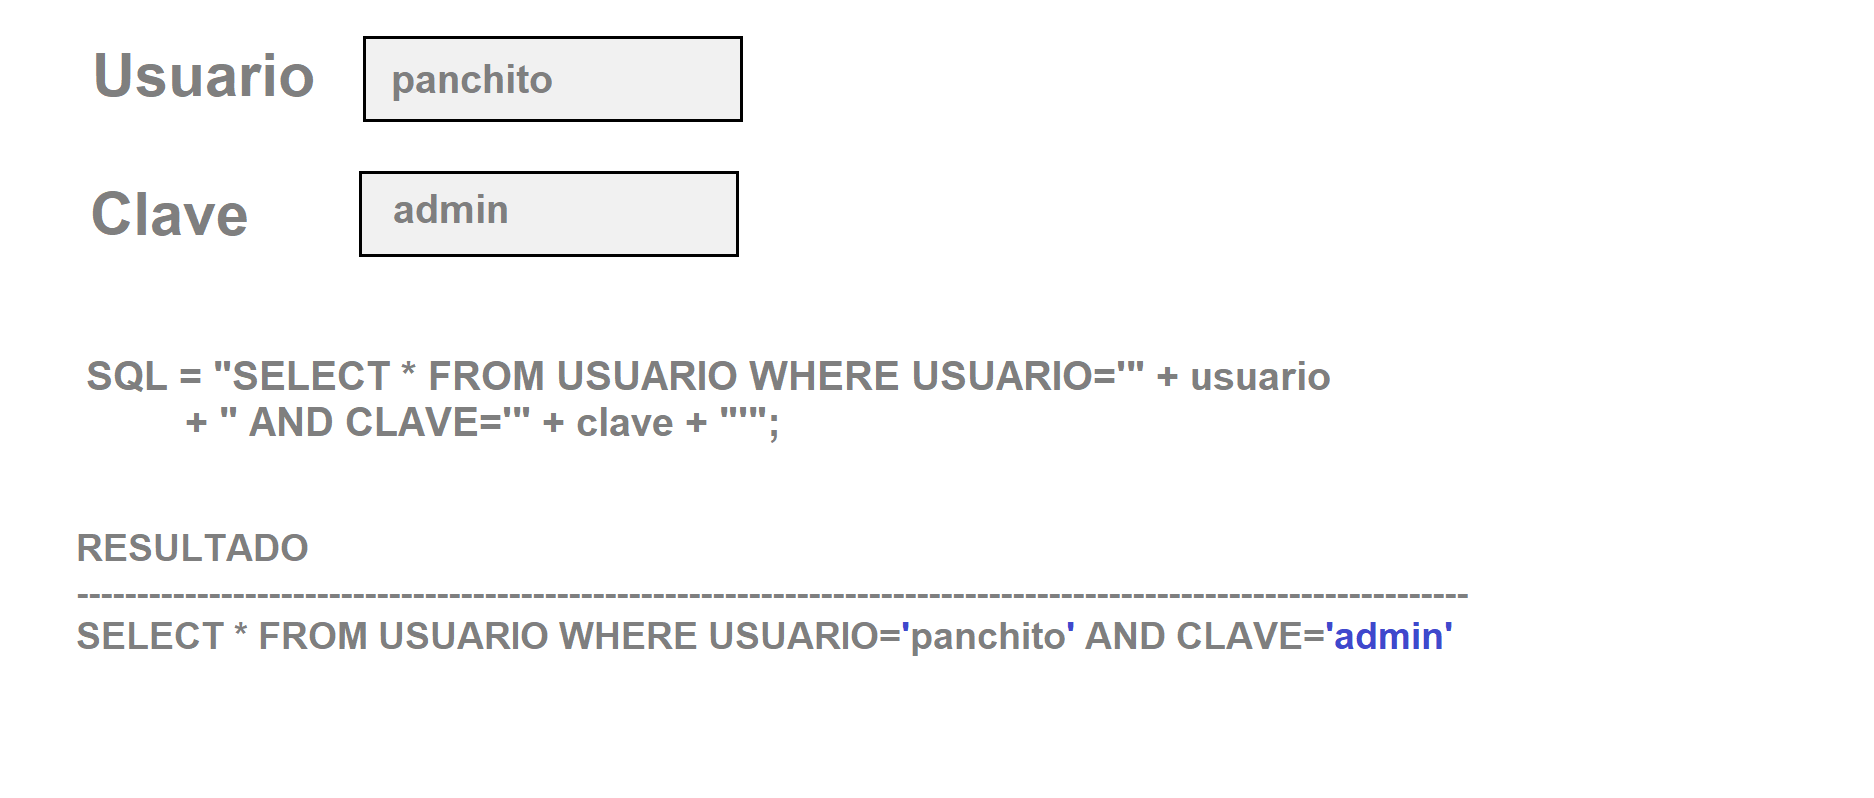 Usuario panchito
Clave admin
SQL = "SELECT * FROM USUARIO WHERE USUARIO='" + usuario
+ " AND CLAVE='" + clave + "'";
RESULTADO
--------------------------------------------------------------------------------------------------------------------
SELECT * FROM USUARIO WHERE USUARIO='panchito' AND CLAVE='admin'